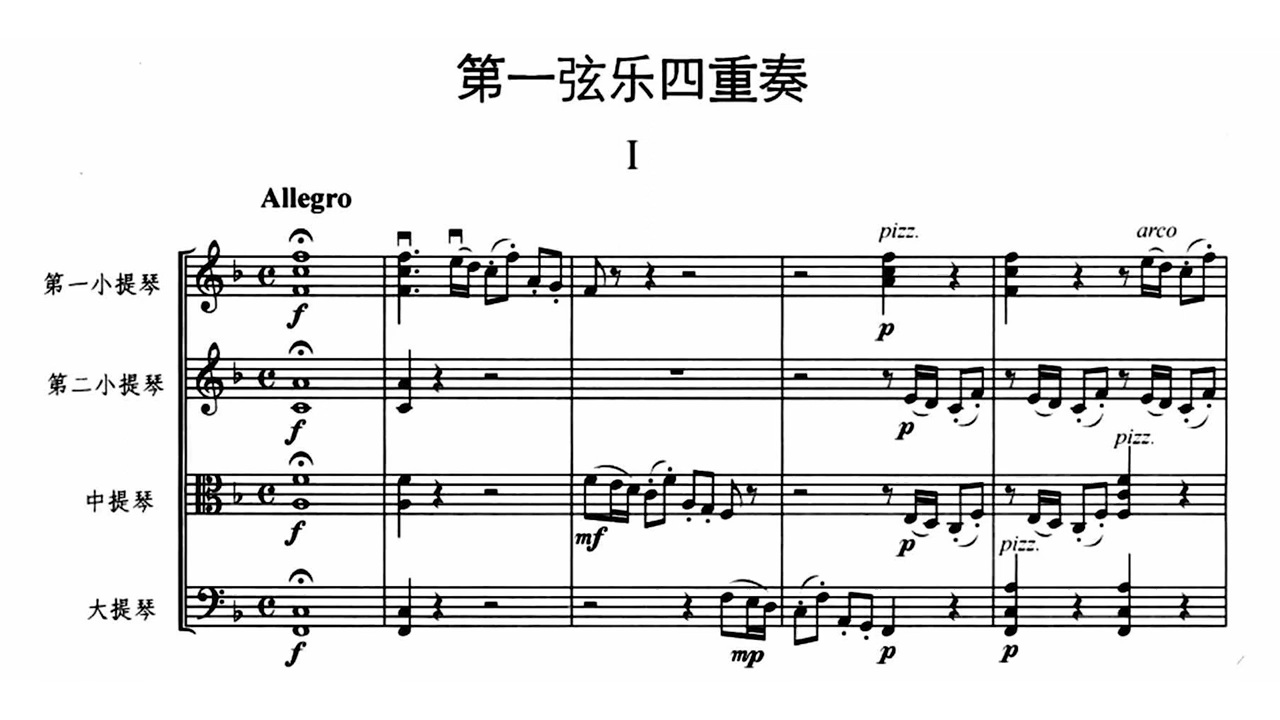 第一弦乐四重奏
I
Allegro
pizz.
arco
第一小提琴
f
p
第二小提琴
f
p
pizz.
中提琴
f
mf
p
pizz.
大提琴
f
mp
p
p